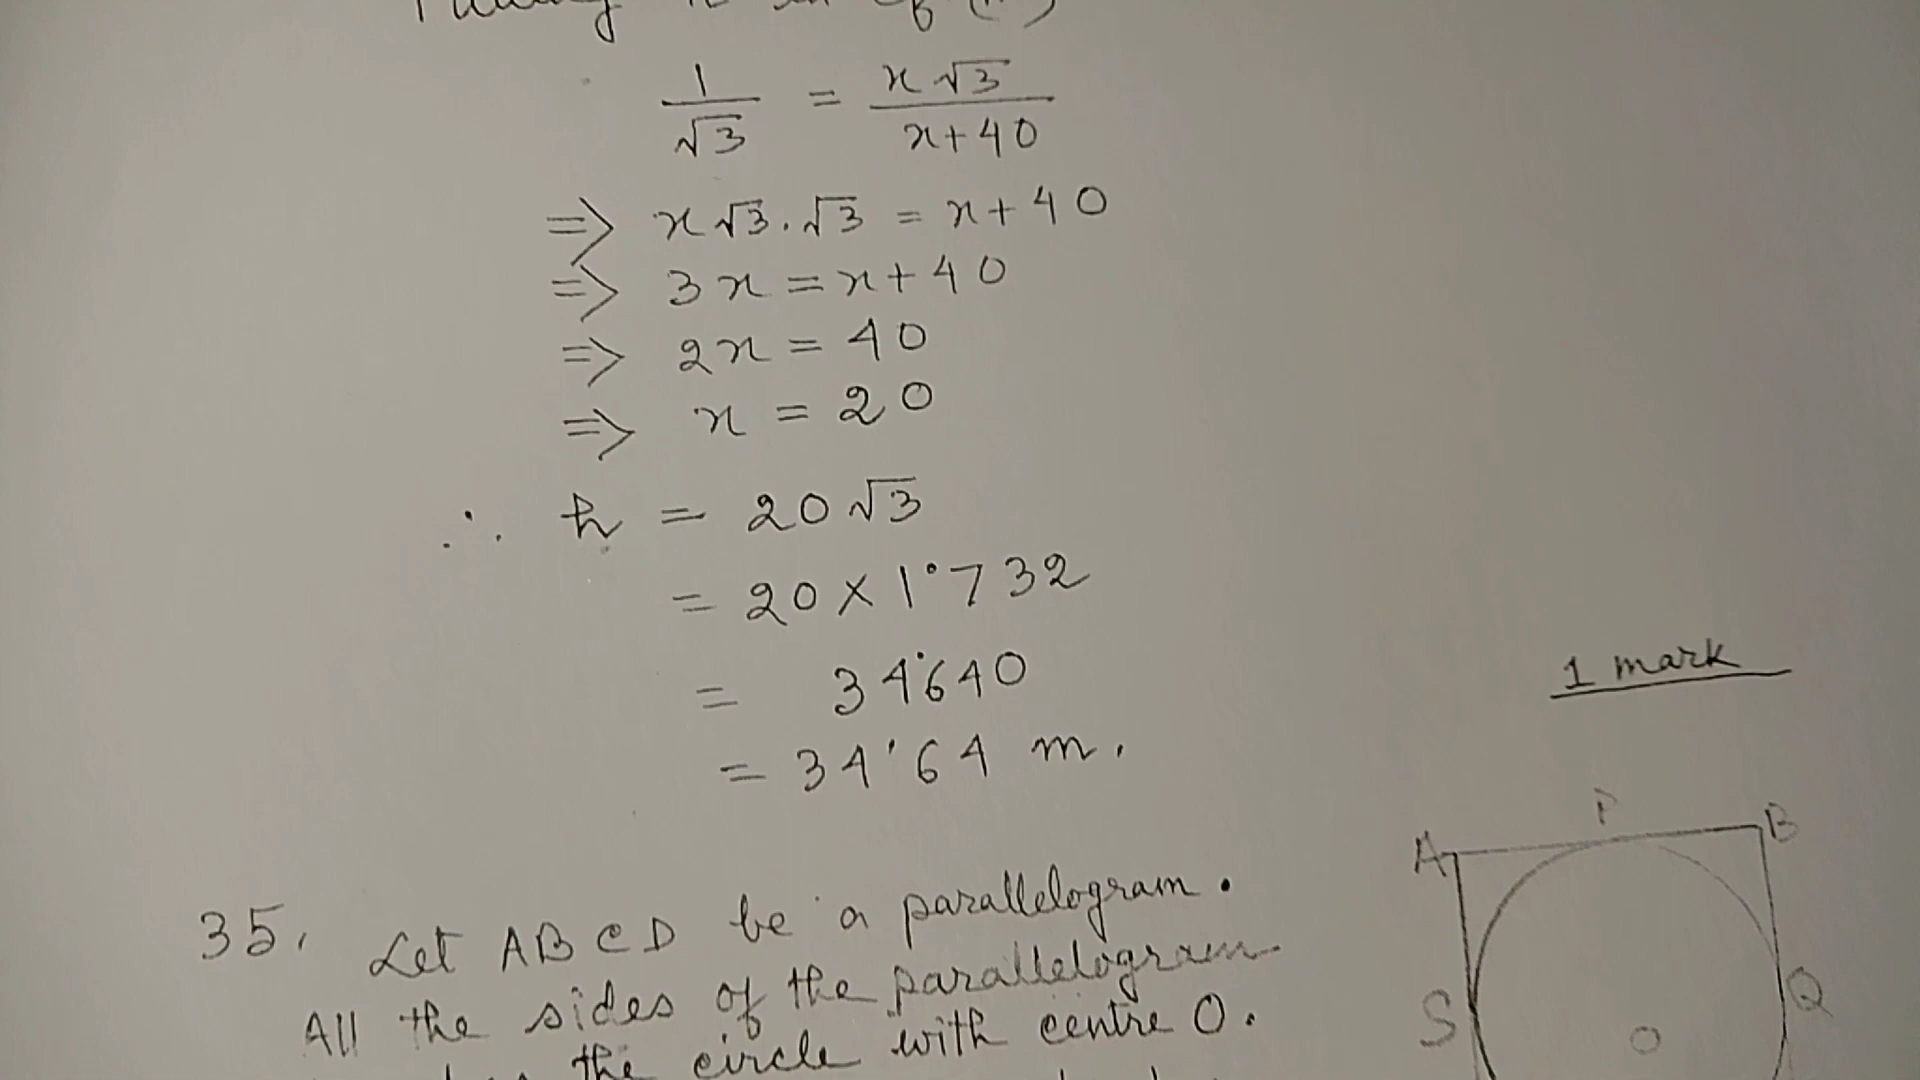 1/√3 = x√3/x+40
=> x√3.√3 = x+40
=> 3x = x+40
=> 2x = 40
=> x = 20
∴ h = 20√3
= 20 × 1·732
= 34·640
1 mark
= 34·64 m.
P
A B
35, Let ABCD be a parallelogram.
All the sides of the parallelogram
the circle with centre O.
S O Q